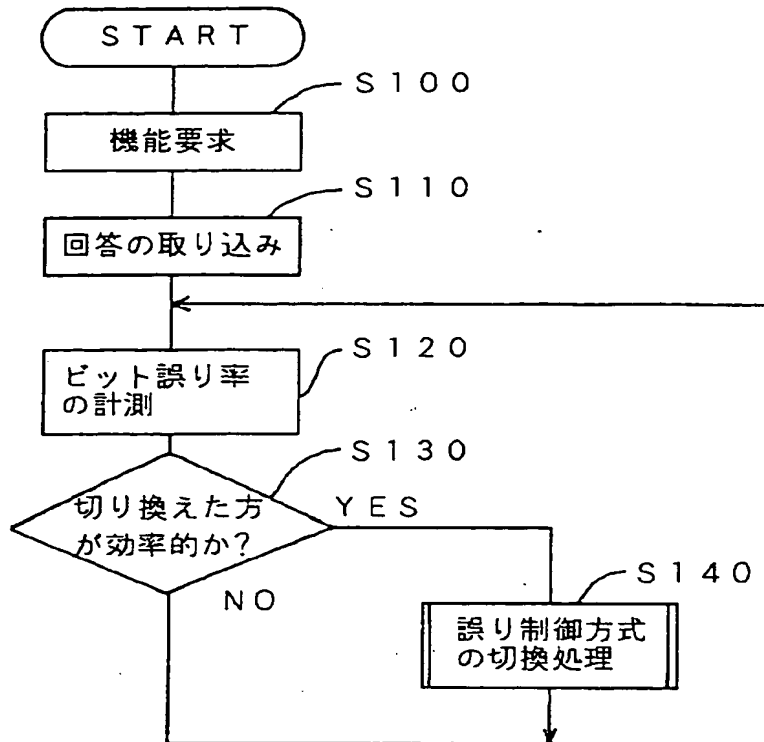 START
S100
機能要求
S110
回答の取り込み
S120
ビット誤り率
の計測
S130
切り換えた方
が効率的か?
YES
NO
S140
誤り制御方式
の切換処理